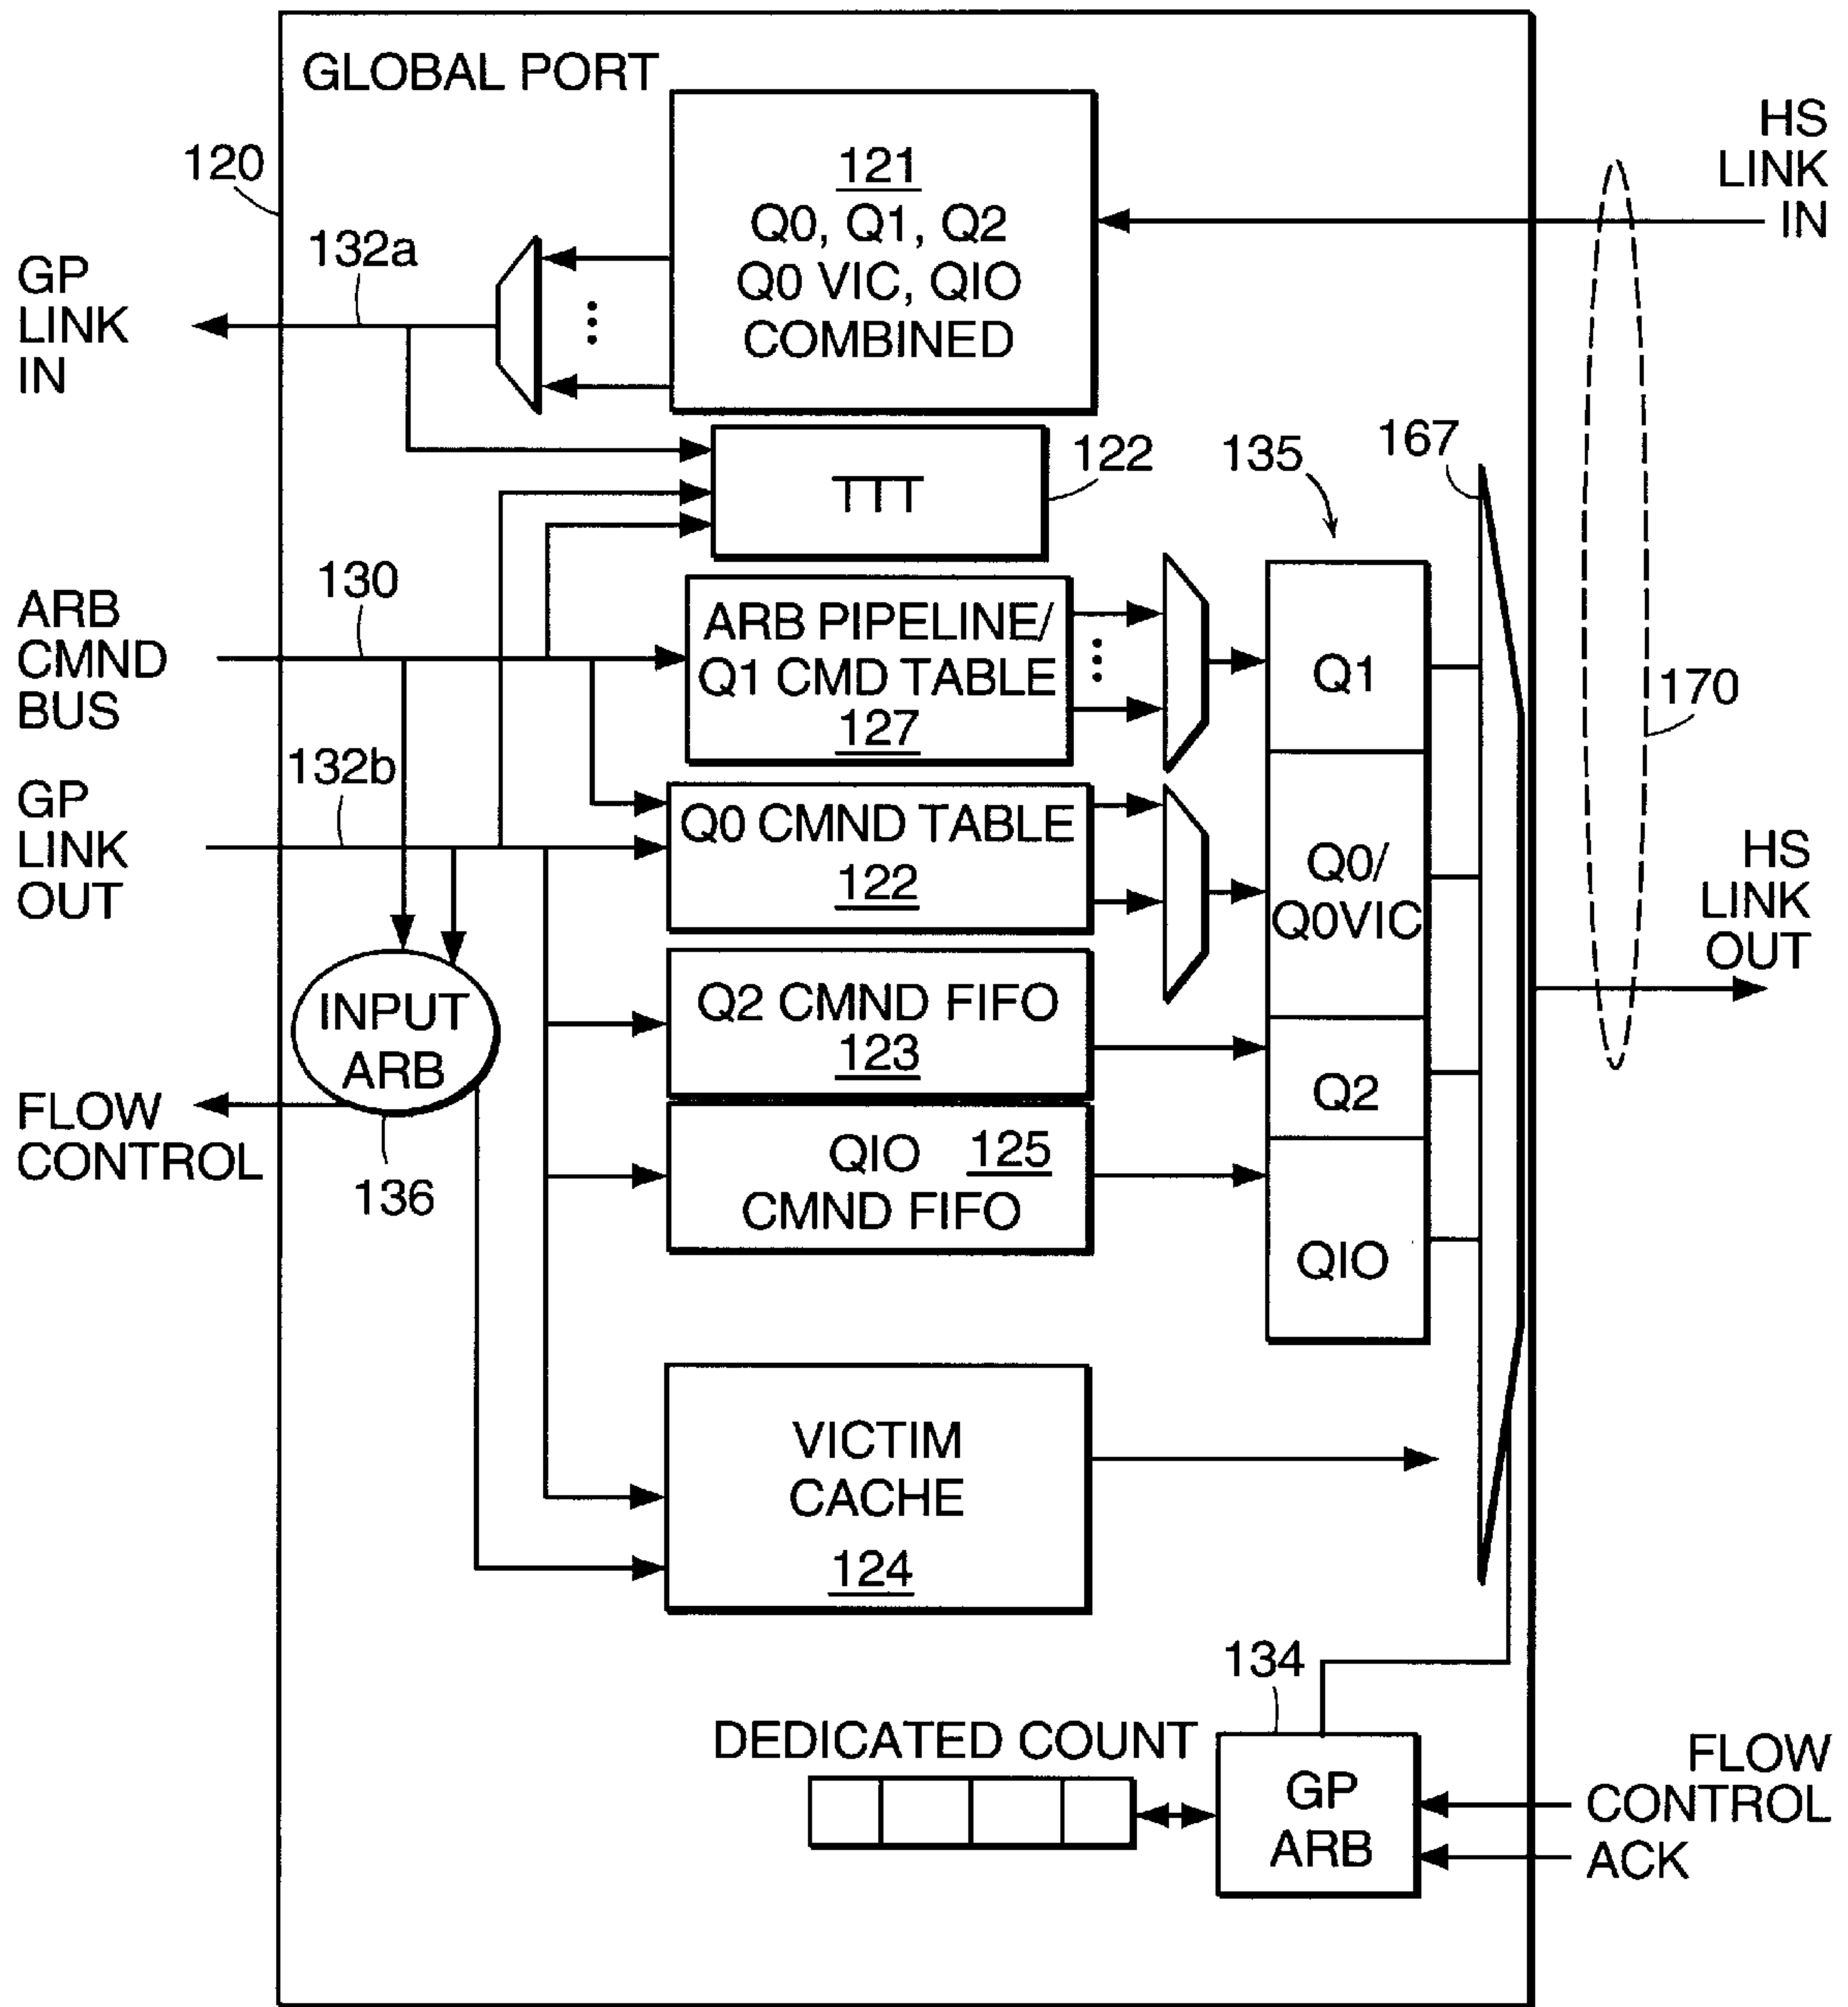 GLOBAL PORT
120
121
Q0, Q1, Q2
Q0 VIC, QIO
COMBINED
HS
LINK
IN
132a
GP
LINK
IN
TTT
122
135
167
170
130
ARB
CMND
BUS
ARB PIPELINE/
Q1 CMD TABLE
127
Q1
132b
GP
LINK
OUT
Q0 CMND TABLE
122
Q0/
Q0VIC
HS
LINK
OUT
INPUT
ARB
136
Q2 CMND FIFO
123
Q2
FLOW
CONTROL
QIO 125
CMND FIFO
QIO
VICTIM
CACHE
124
134
DEDICATED COUNT
GP
ARB
FLOW
CONTROL
ACK